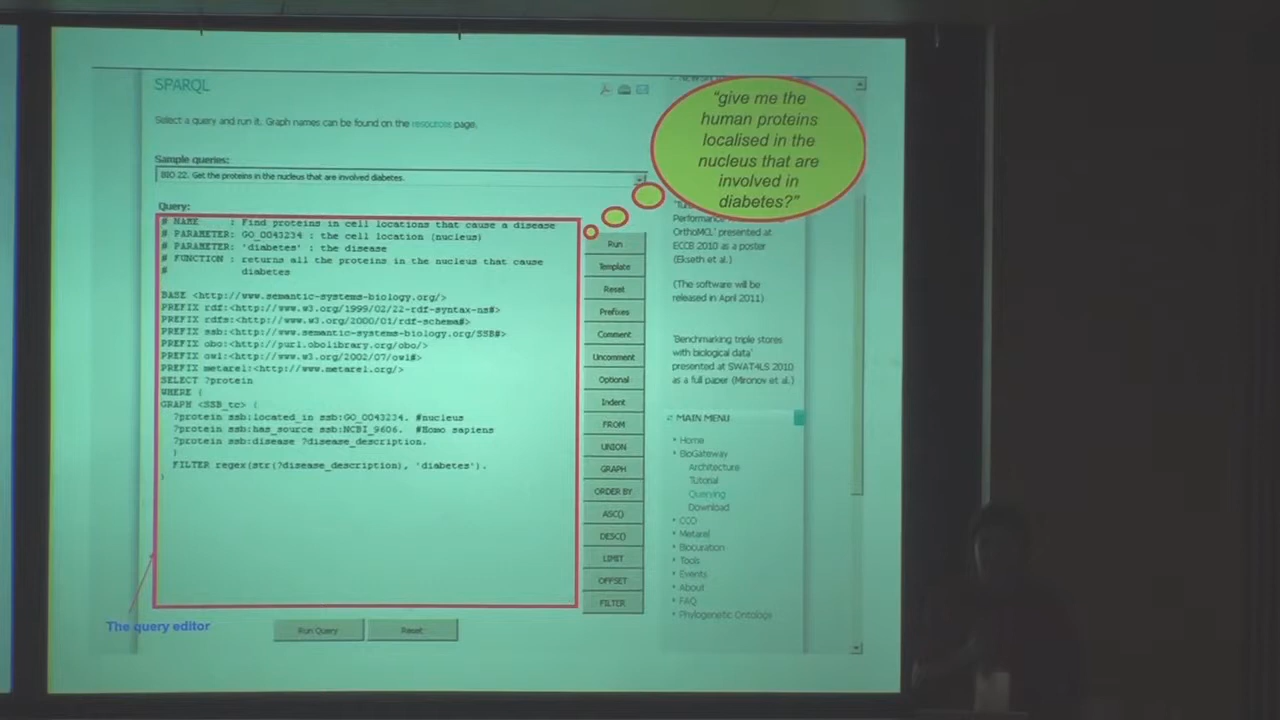 SPARQL
Select a query and run it. Graph names can be found on the resources page.
Sample queries:
BIO 22. Get the proteins in the nucleus that are involved diabetes.
Query:
# NAME : Find proteins in cell locations that cause a disease
# PARAMETER: GO_0043234 : the cell location (nucleus)
# PARAMETER: 'diabetes' : the disease
# FUNCTION : returns all the proteins in the nucleus that cause
# diabetes
BASE <http://www.semantic-systems-biology.org/>
PREFIX rdf:<http://www.w3.org/1999/02/22-rdf-syntax-ns#>
PREFIX rdfs:<http://www.w3.org/2000/01/rdf-schema#>
PREFIX ssb:<http://www.semantic-systems-biology.org/SSB#>
PREFIX obo:<http://purl.obolibrary.org/obo/>
PREFIX owl:<http://www.w3.org/2002/07/owl#>
PREFIX metarel:<http://www.metarel.org/>
SELECT ?protein
WHERE {
GRAPH <SSB_tc> {
?protein ssb:located_in ssb:GO_0043234. #nucleus
?protein ssb:has_source ssb:NCBI_9606. #Homo sapiens
?protein ssb:disease ?disease_description.
}
FILTER regex(str(?disease_description), 'diabetes').
}
The query editor
Run Query
Reset
Run
Template
Reset
Prefixes
Comment
Uncomment
Optional
Indent
FROM
UNION
GRAPH
ORDER BY
ASC()
DESC()
LIMIT
OFFSET
FILTER
"give me the
human proteins
localised in the
nucleus that are
involved in
diabetes?"
Performance
OrthoMCL' presented at
ECCB 2010 as a poster
(Ekseth et al.)
(The software will be
released in April 2011)
'Benchmarking triple stores
with biological data'
presented at SWAT4LS 2010
as a full paper (Mironov et al.)
MAIN MENU
Home
BioGateway
Architecture
Tutorial
Querying
Download
CCO
Metarel
Biocuration
Tools
Events
About
FAQ
Phylogenetic Ontology